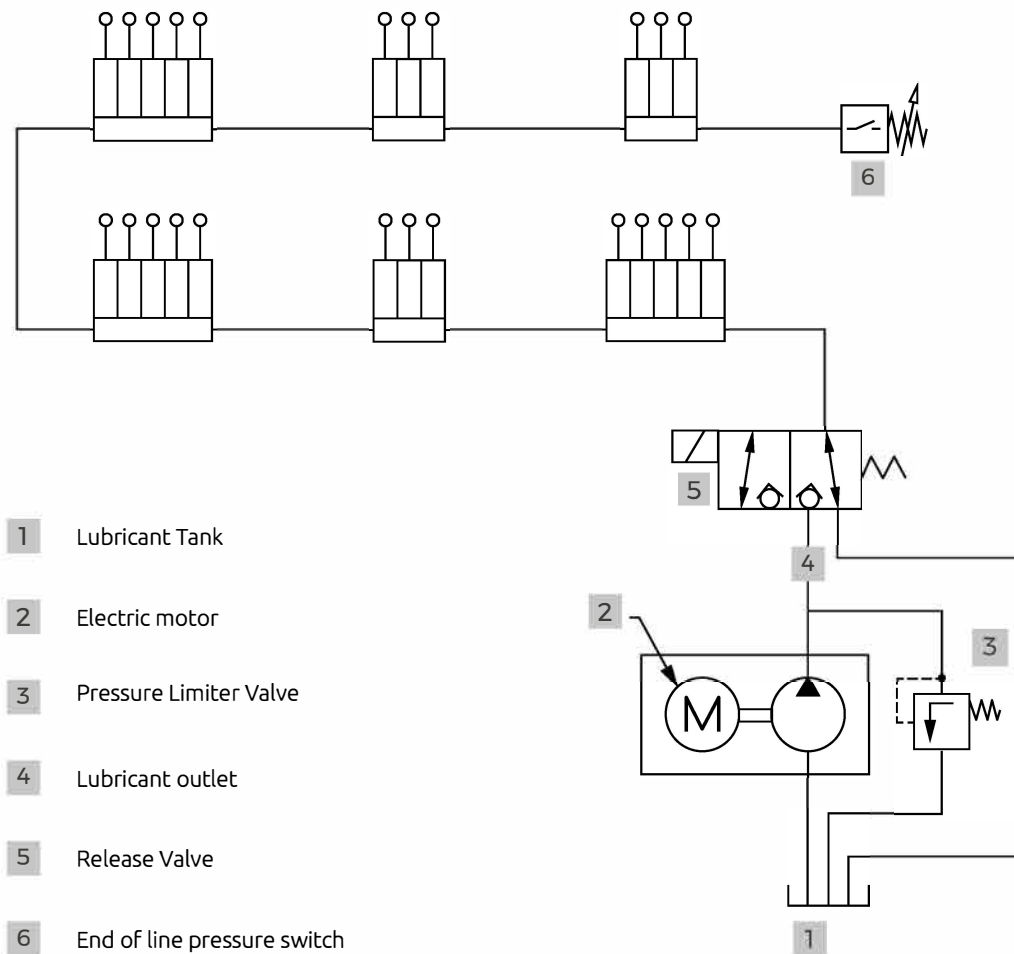 6
5
1 Lubricant Tank
4
2 Electric motor
2
3
3 Pressure Limiter Valve
M
4 Lubricant outlet
5 Release Valve
6 End of line pressure switch
1